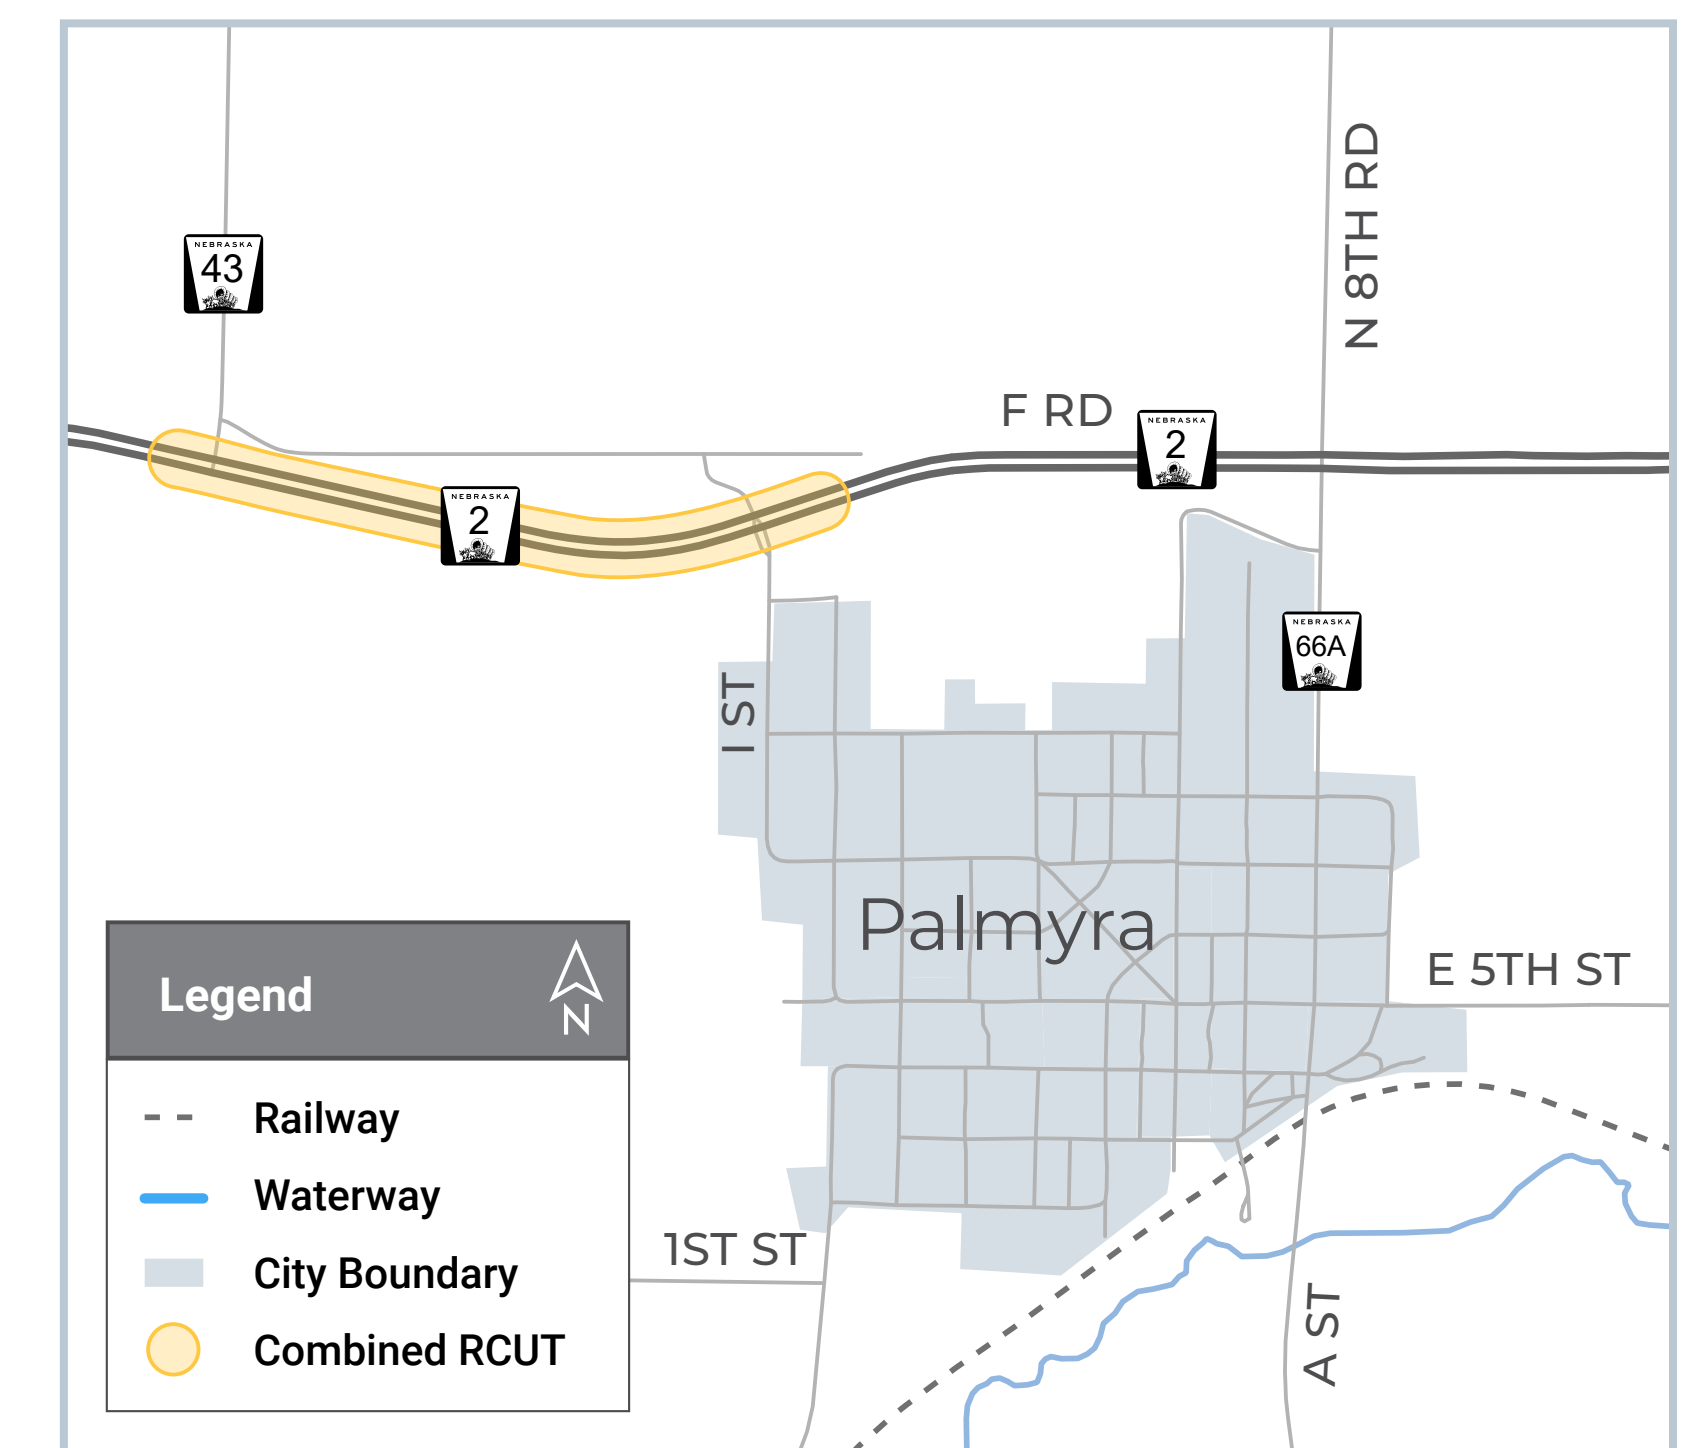 N 8TH RD
NEBRASKA
43
F RD
NEBRASKA
2
NEBRASKA
2
NEBRASKA
66A
I ST
Palmyra
E 5TH ST
Legend
N
Railway
Waterway
City Boundary
Combined RCUT
1ST ST
A ST